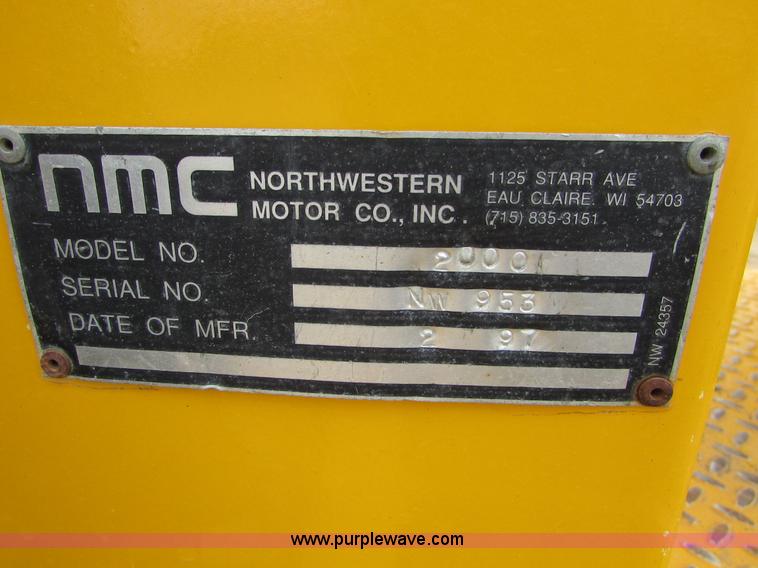 nmc
NORTHWESTERN
MOTOR CO., INC.
1125 STARR AVE
EAU CLAIRE, WI 54703
(715) 835-3151
MODEL NO. 2000
SERIAL NO. NW 953
DATE OF MFR. 2 97
NW 24357
www.purplewave.com